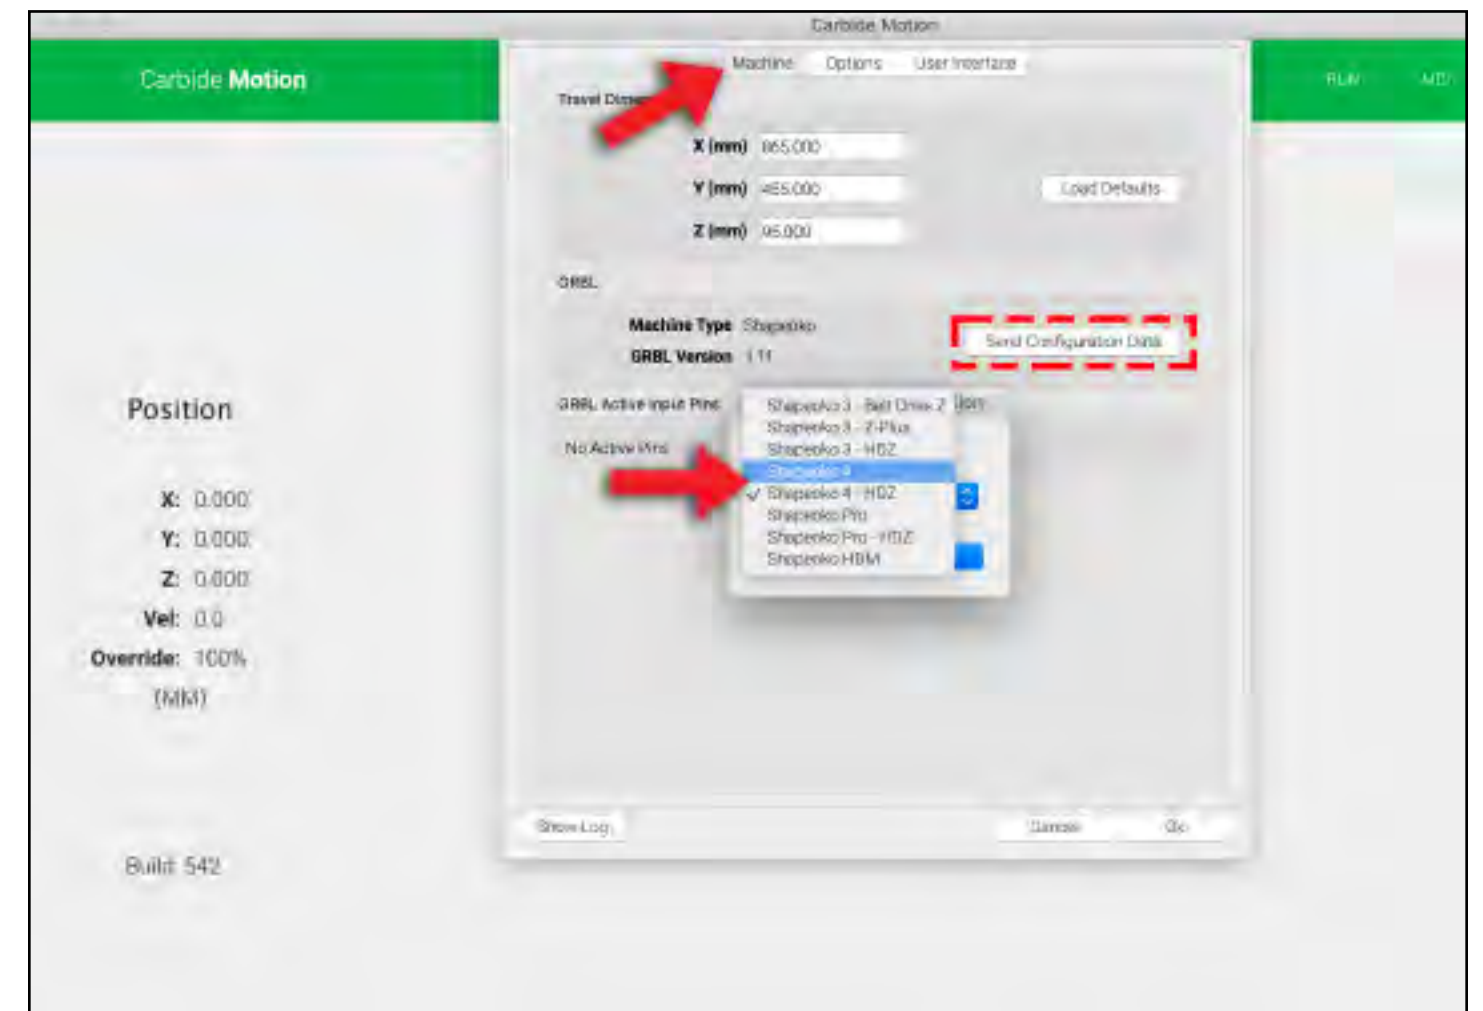 Carbide Motion
Carbide Motion
Machine Options User Interface
RUN MDI
Travel
X (mm) 865.000
Y (mm) 455.000
Load Defaults
Z (mm) 95.000
GRBL
Machine Type Shapeoko
Send Configuration Data
GRBL Version 1.1f
Position
GRBL Active Input Pins
No Active Pins
Shapeoko 3 - Belt Drive Z
Shapeoko 3 - Z-Plus
Shapeoko 3 - HDZ
Shapeoko 4
✓ Shapeoko 4 - HDZ
Shapeoko Pro
Shapeoko Pro - HDZ
Shapeoko HDM
X: 0.000
Y: 0.000
Z: 0.000
Vel: 0.0
Override: 100%
(MM)
Show Log
Cancel
Ok
Build: 542